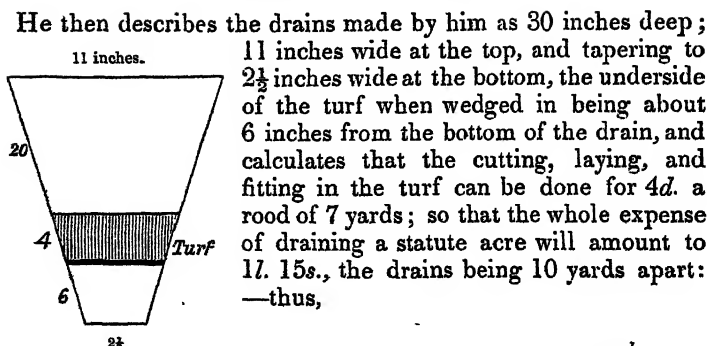 He then describes the drains made by him as 30 inches deep;
11 inches.
11 inches wide at the top, and tapering to
2½ inches wide at the bottom, the underside
of the turf when wedged in being about
6 inches from the bottom of the drain, and
20
calculates that the cutting, laying, and
fitting in the turf can be done for 4d. a
rood of 7 yards; so that the whole expense
4
Turf
of draining a statute acre will amount to
1l. 15s., the drains being 10 yards apart:
6
—thus,
2½